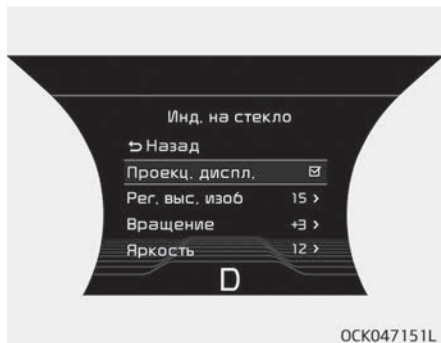 Инд. на стекло
Назад
Проекц. диспл.
Рег. выс. изоб 15 >
Вращение +3 >
Яркость 12 >
D
OCK047151L